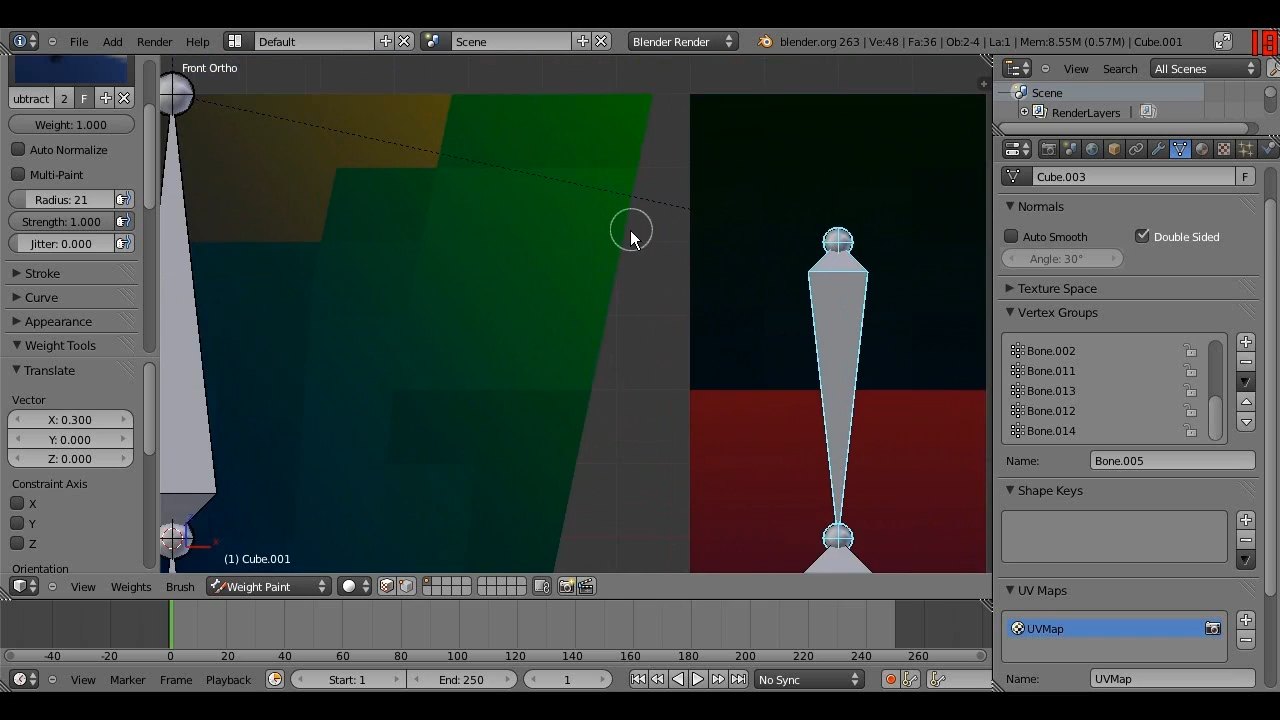 File Add Render Help Default Scene Blender Render blender.org 263 | Ve:48 | Fa:36 | Ob:2-4 | La:1 | Mem:8.55M (0.57M) | Cube.001
Front Ortho
View Search All Scenes
Scene
RenderLayers |
ubtract 2 F
Weight: 1.000
Auto Normalize
Multi-Paint
Radius: 21
Strength: 1.000
Jitter: 0.000
Stroke
Curve
Appearance
Weight Tools
Translate
Vector
X: 0.300
Y: 0.000
Z: 0.000
Constraint Axis
X
Y
Z
Orientation
(1) Cube.001
Cube.003 F
Normals
Auto Smooth Double Sided
Angle: 30°
Texture Space
Vertex Groups
Bone.002
Bone.011
Bone.013
Bone.012
Bone.014
Name: Bone.005
Shape Keys
UV Maps
UVMap
Name: UVMap
View Weights Brush Weight Paint
-40 -20 0 20 40 60 80 100 120 140 160 180 200 220 240 260
View Marker Frame Playback Start: 1 End: 250 1 No Sync